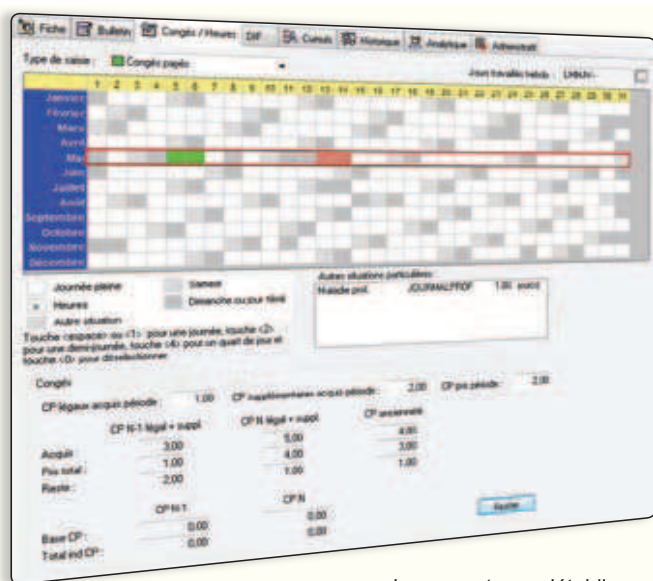 Fiche Bulletin Congés / Heures DIF Cumuls Historique Analytique Administratif
Type de saisie : Congés payés
Jours travaillés hebdo :
1 2 3 4 5 6 7 8 9 10 11 12 13 14 15 16 17 18 19 20 21 22 23 24 25 26 27 28 29 30 31
Janvier
Février
Mars
Avril
Mai
Juin
Juillet
Août
Septembre
Octobre
Novembre
Décembre
Journée pleine
Samedi
Heures
Dimanche ou jour férié
Autre situation
Touche <espace> ou <1> pour une journée, touche <2>
pour une demi-journée, touche <4> pour un quart de jour et
touche <0> pour désélectionner.
Autres situations particulières :
Maladie prof. JOURMALPROF 1.00
Congés
CP légaux acquis période 1,00 CP supplémentaires acquis période 2,00 CP pris période 2,00
CP N-1 légal + suppl. CP N légal + suppl. CP ancienneté
Acquis : 3,00 5,00 4,00
Pris total : 1,00 4,00 3,00
Reste : 2,00 1,00 1,00
CP N-1 CP N
Base CP : 0,00 0,00
Total ind CP : 0,00 0,00